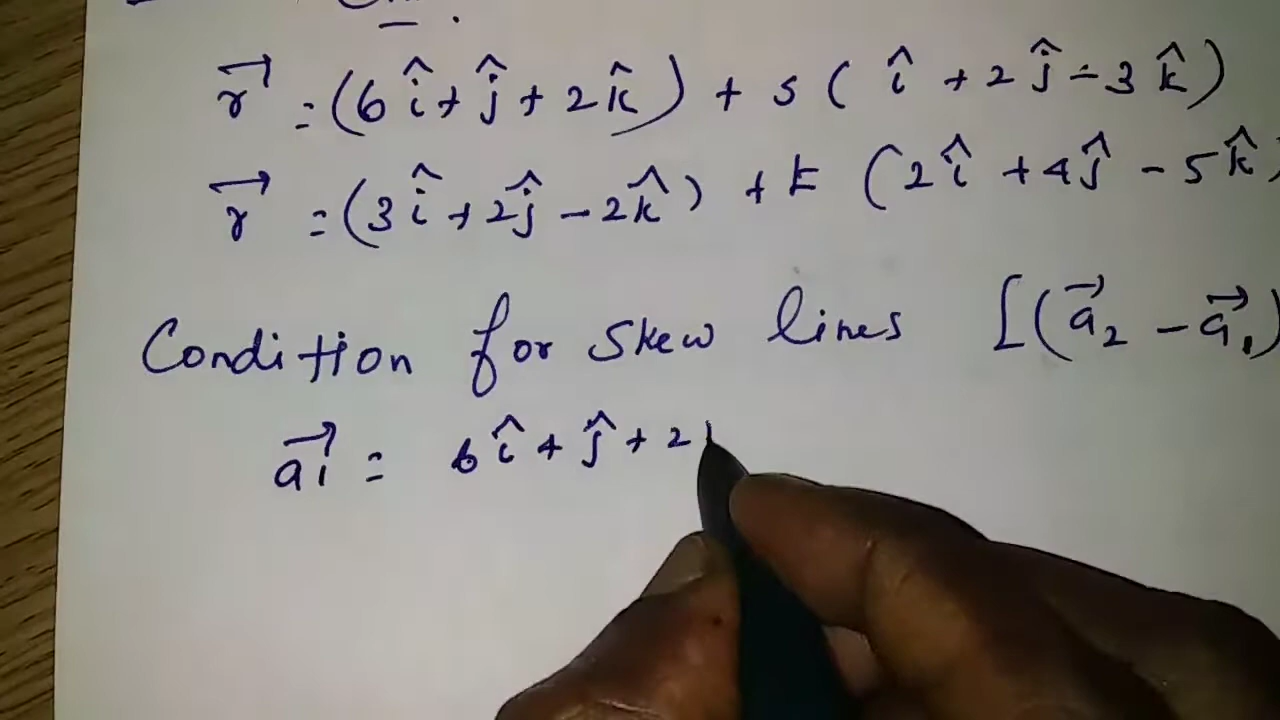 r⃗ = (6î + ĵ + 2k̂) + s ( î + 2ĵ - 3k̂)
r⃗ = (3î + 2ĵ - 2k̂) + t (2î + 4ĵ - 5k̂)
Condition for skew lines [(a⃗₂ - a⃗₁)
a⃗₁ = 6î + ĵ + 2